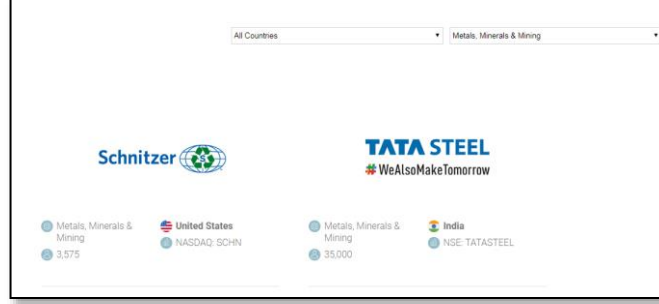 All Countries
Metals, Minerals & Mining
Schnitzer
S
TATA STEEL
#WeAlsoMakeTomorrow
Metals, Minerals &
Mining
3,575
United States
NASDAQ: SCHN
Metals, Minerals &
Mining
35,000
India
NSE: TATASTEEL